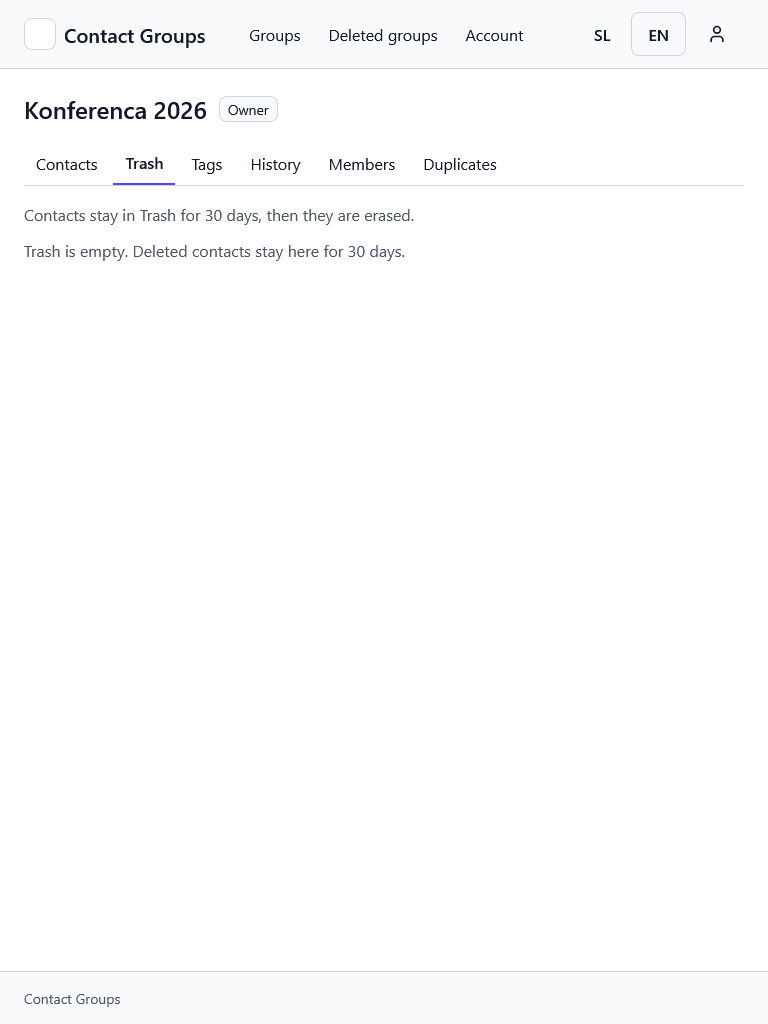 Contact Groups
Groups
Deleted groups
Account
SL
EN
Konferenca 2026
Owner
Contacts
Trash
Tags
History
Members
Duplicates
Contacts stay in Trash for 30 days, then they are erased.
Trash is empty. Deleted contacts stay here for 30 days.
Contact Groups